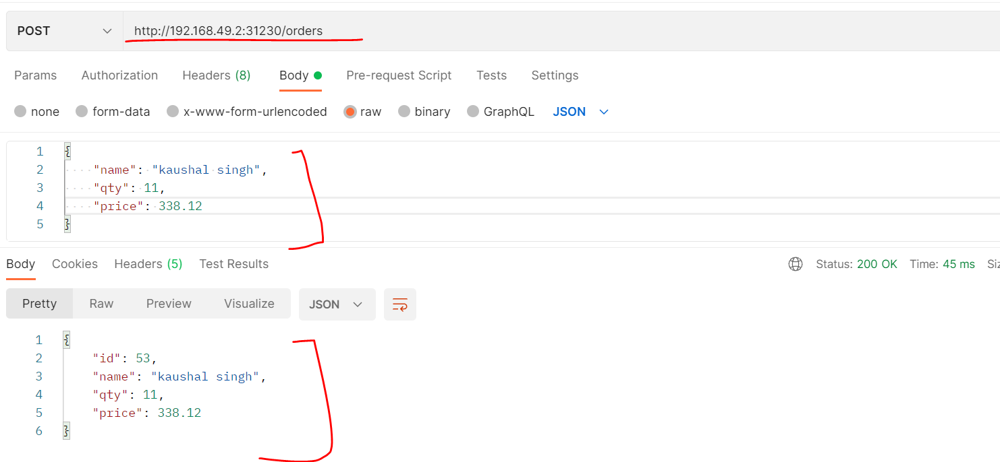 POST http://192.168.49.2:31230/orders
Params Authorization Headers (8) Body Pre-request Script Tests Settings
none form-data x-www-form-urlencoded raw binary GraphQL JSON
1 {
2 "name": "kaushal singh",
3 "qty": 11,
4 "price": 338.12
5 }
Body Cookies Headers (5) Test Results Status: 200 OK Time: 45 ms
Pretty Raw Preview Visualize JSON
1 {
2 "id": 53,
3 "name": "kaushal singh",
4 "qty": 11,
5 "price": 338.12
6 }